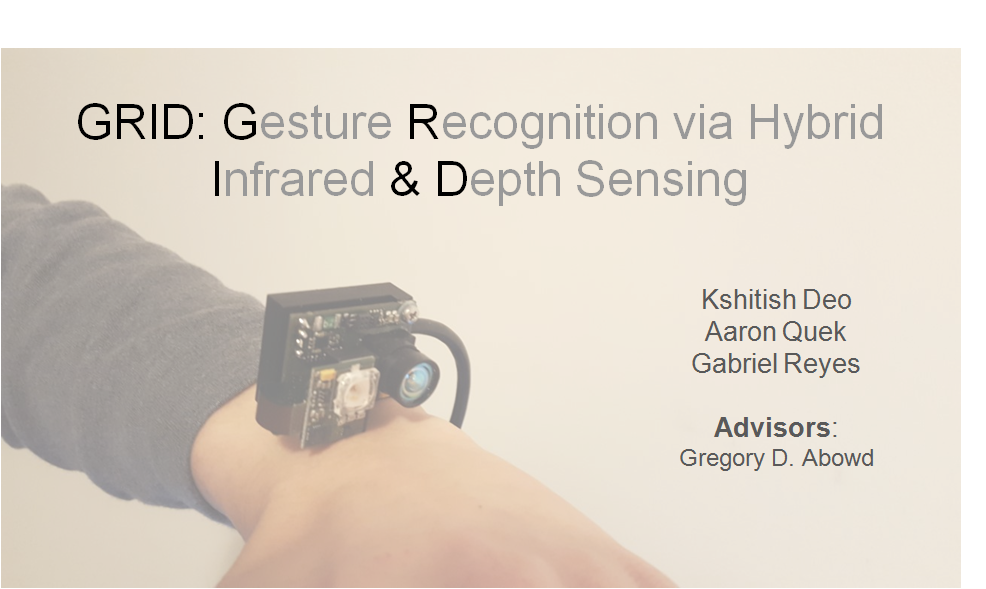 GRID: Gesture Recognition via Hybrid
Infrared & Depth Sensing
Kshitish Deo
Aaron Quek
Gabriel Reyes
Advisors:
Gregory D. Abowd